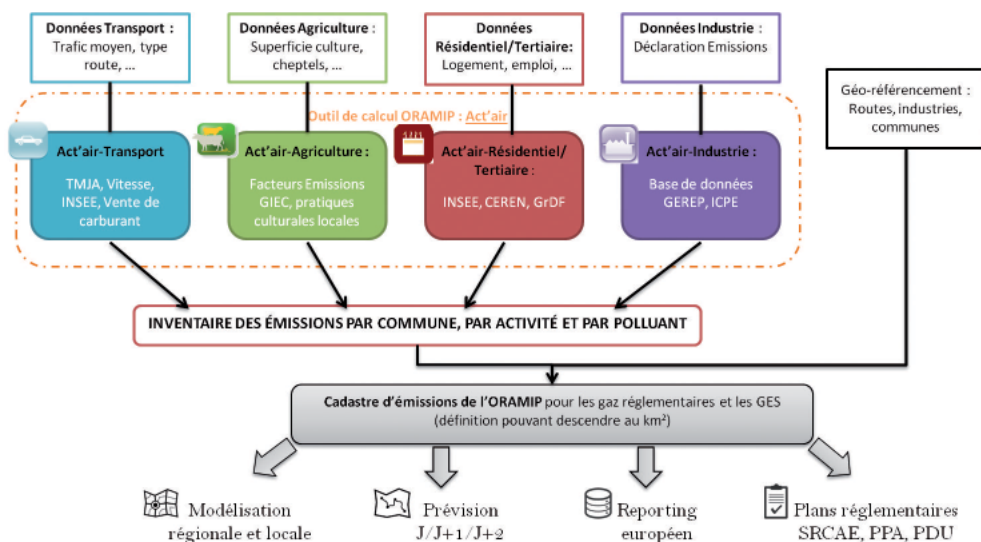 Données Transport :
Trafic moyen, type
route, ...
Données Agriculture :
Superficie culture,
cheptels, ...
Données
Résidentiel/Tertiaire:
Logement, emploi, ...
Données Industrie :
Déclaration Emissions
Géo-référencement :
Routes, industries,
communes
Outil de calcul ORAMIP : Act'air
Act'air-Transport
TMJA, Vitesse,
INSEE, Vente de
carburant
Act'air-Agriculture :
Facteurs Emissions
GIEC, pratiques
culturales locales
Act'air-Résidentiel/
Tertiaire :
INSEE, CEREN, GrDF
Act'air-Industrie :
Base de données
GEREP, ICPE
INVENTAIRE DES ÉMISSIONS PAR COMMUNE, PAR ACTIVITÉ ET PAR POLLUANT
Cadastre d'émissions de l'ORAMIP pour les gaz réglementaires et les GES
(définition pouvant descendre au km²)
Modélisation
régionale et locale
Prévision
J/J+1/J+2
Reporting
européen
Plans réglementaires
SRCAE, PPA, PDU